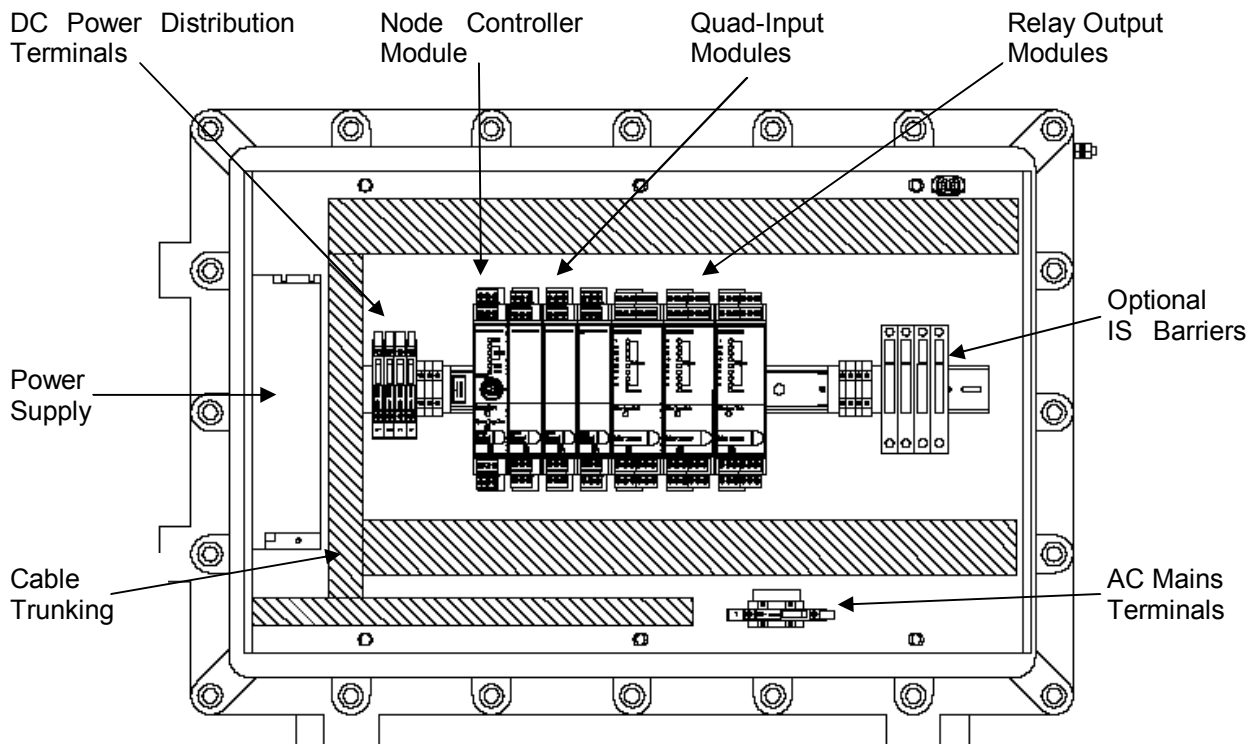 DC Power Distribution
Terminals
Node Controller
Module
Quad-Input
Modules
Relay Output
Modules
Optional
IS Barriers
Power
Supply
Cable
Trunking
AC Mains
Terminals